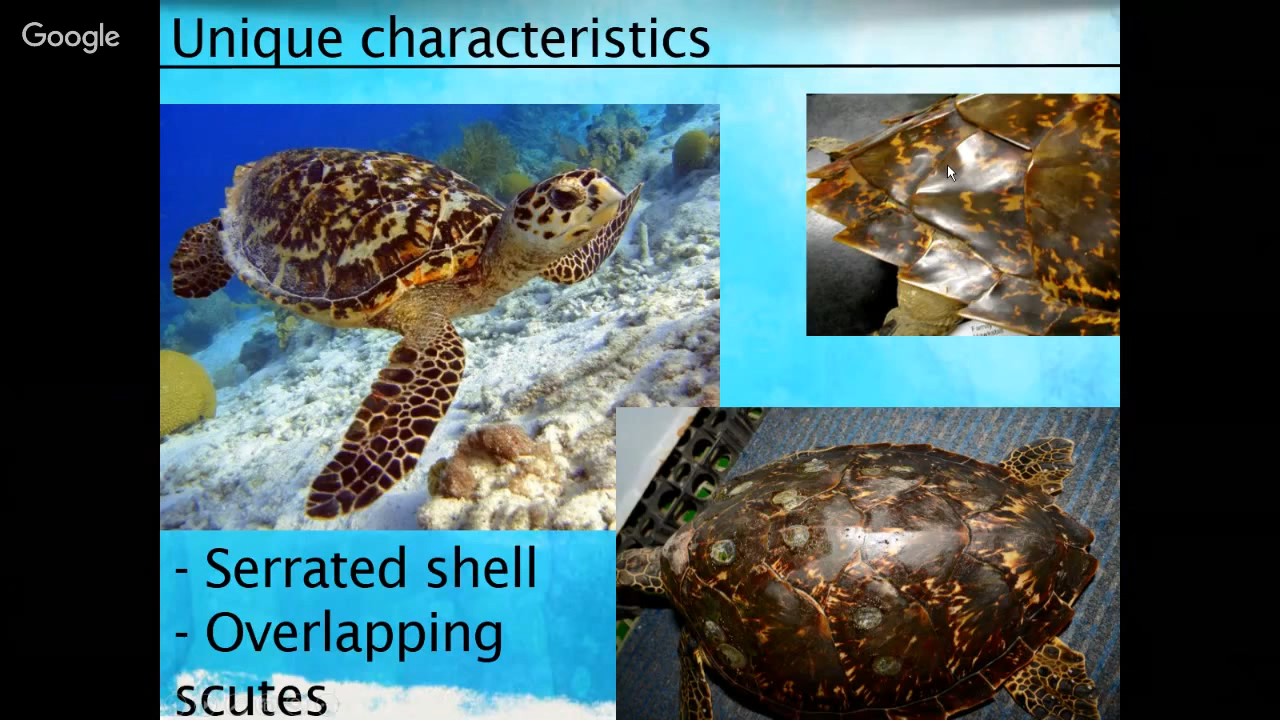 Google
Unique characteristics
- Serrated shell
- Overlapping
scutes